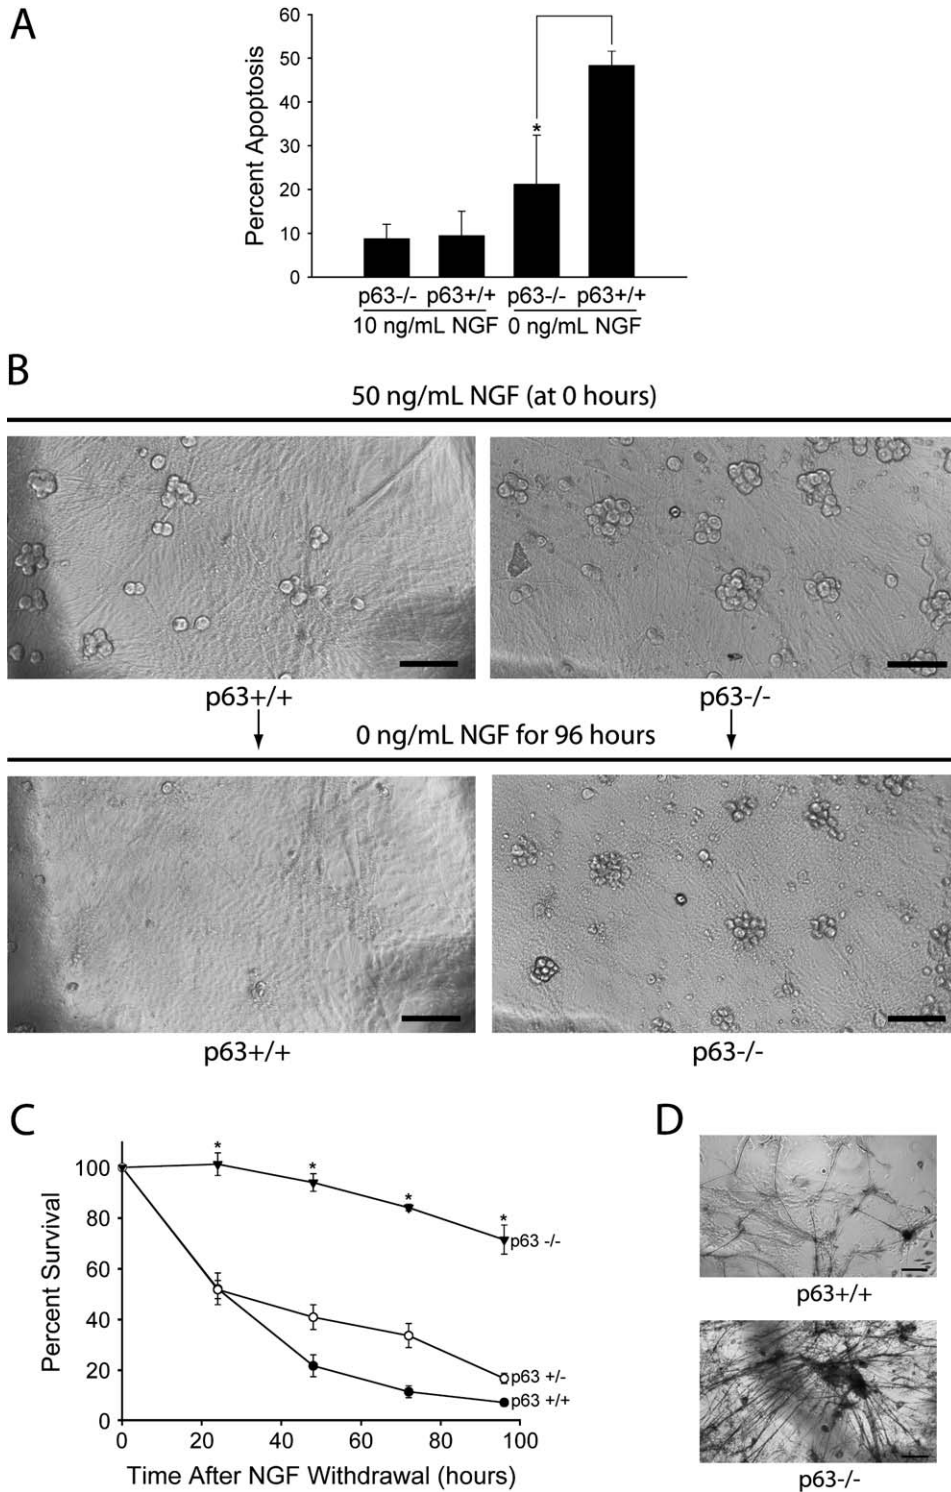 A
60
50
40
30
20
10
0
Percent Apoptosis
*
p63-/- p63+/+ p63-/- p63+/+
10 ng/mL NGF 0 ng/mL NGF
B
50 ng/mL NGF (at 0 hours)
p63+/+ p63-/-
0 ng/mL NGF for 96 hours
p63+/+ p63-/-
C
100
80
60
40
20
0
Percent Survival
* * * *
p63 -/-
p63 +/-
p63 +/+
0 20 40 60 80 100
Time After NGF Withdrawal (hours)
D
p63+/+
p63-/-